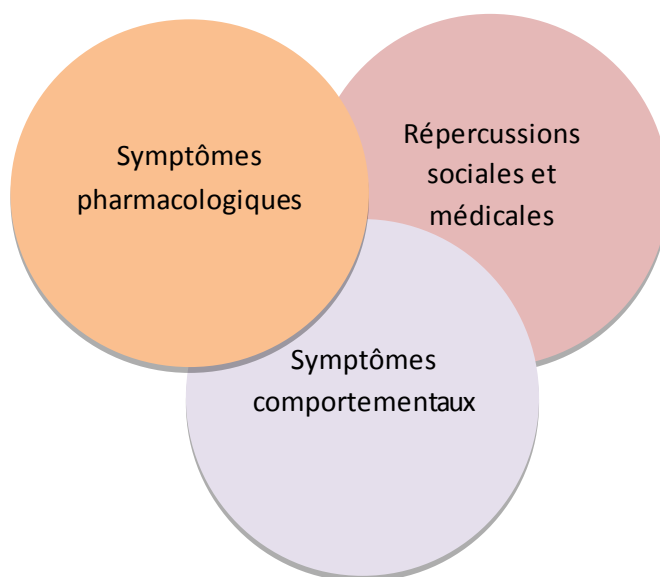 Symptômes
pharmacologiques
Répercussions
sociales et
médicales
Symptômes
comportementaux